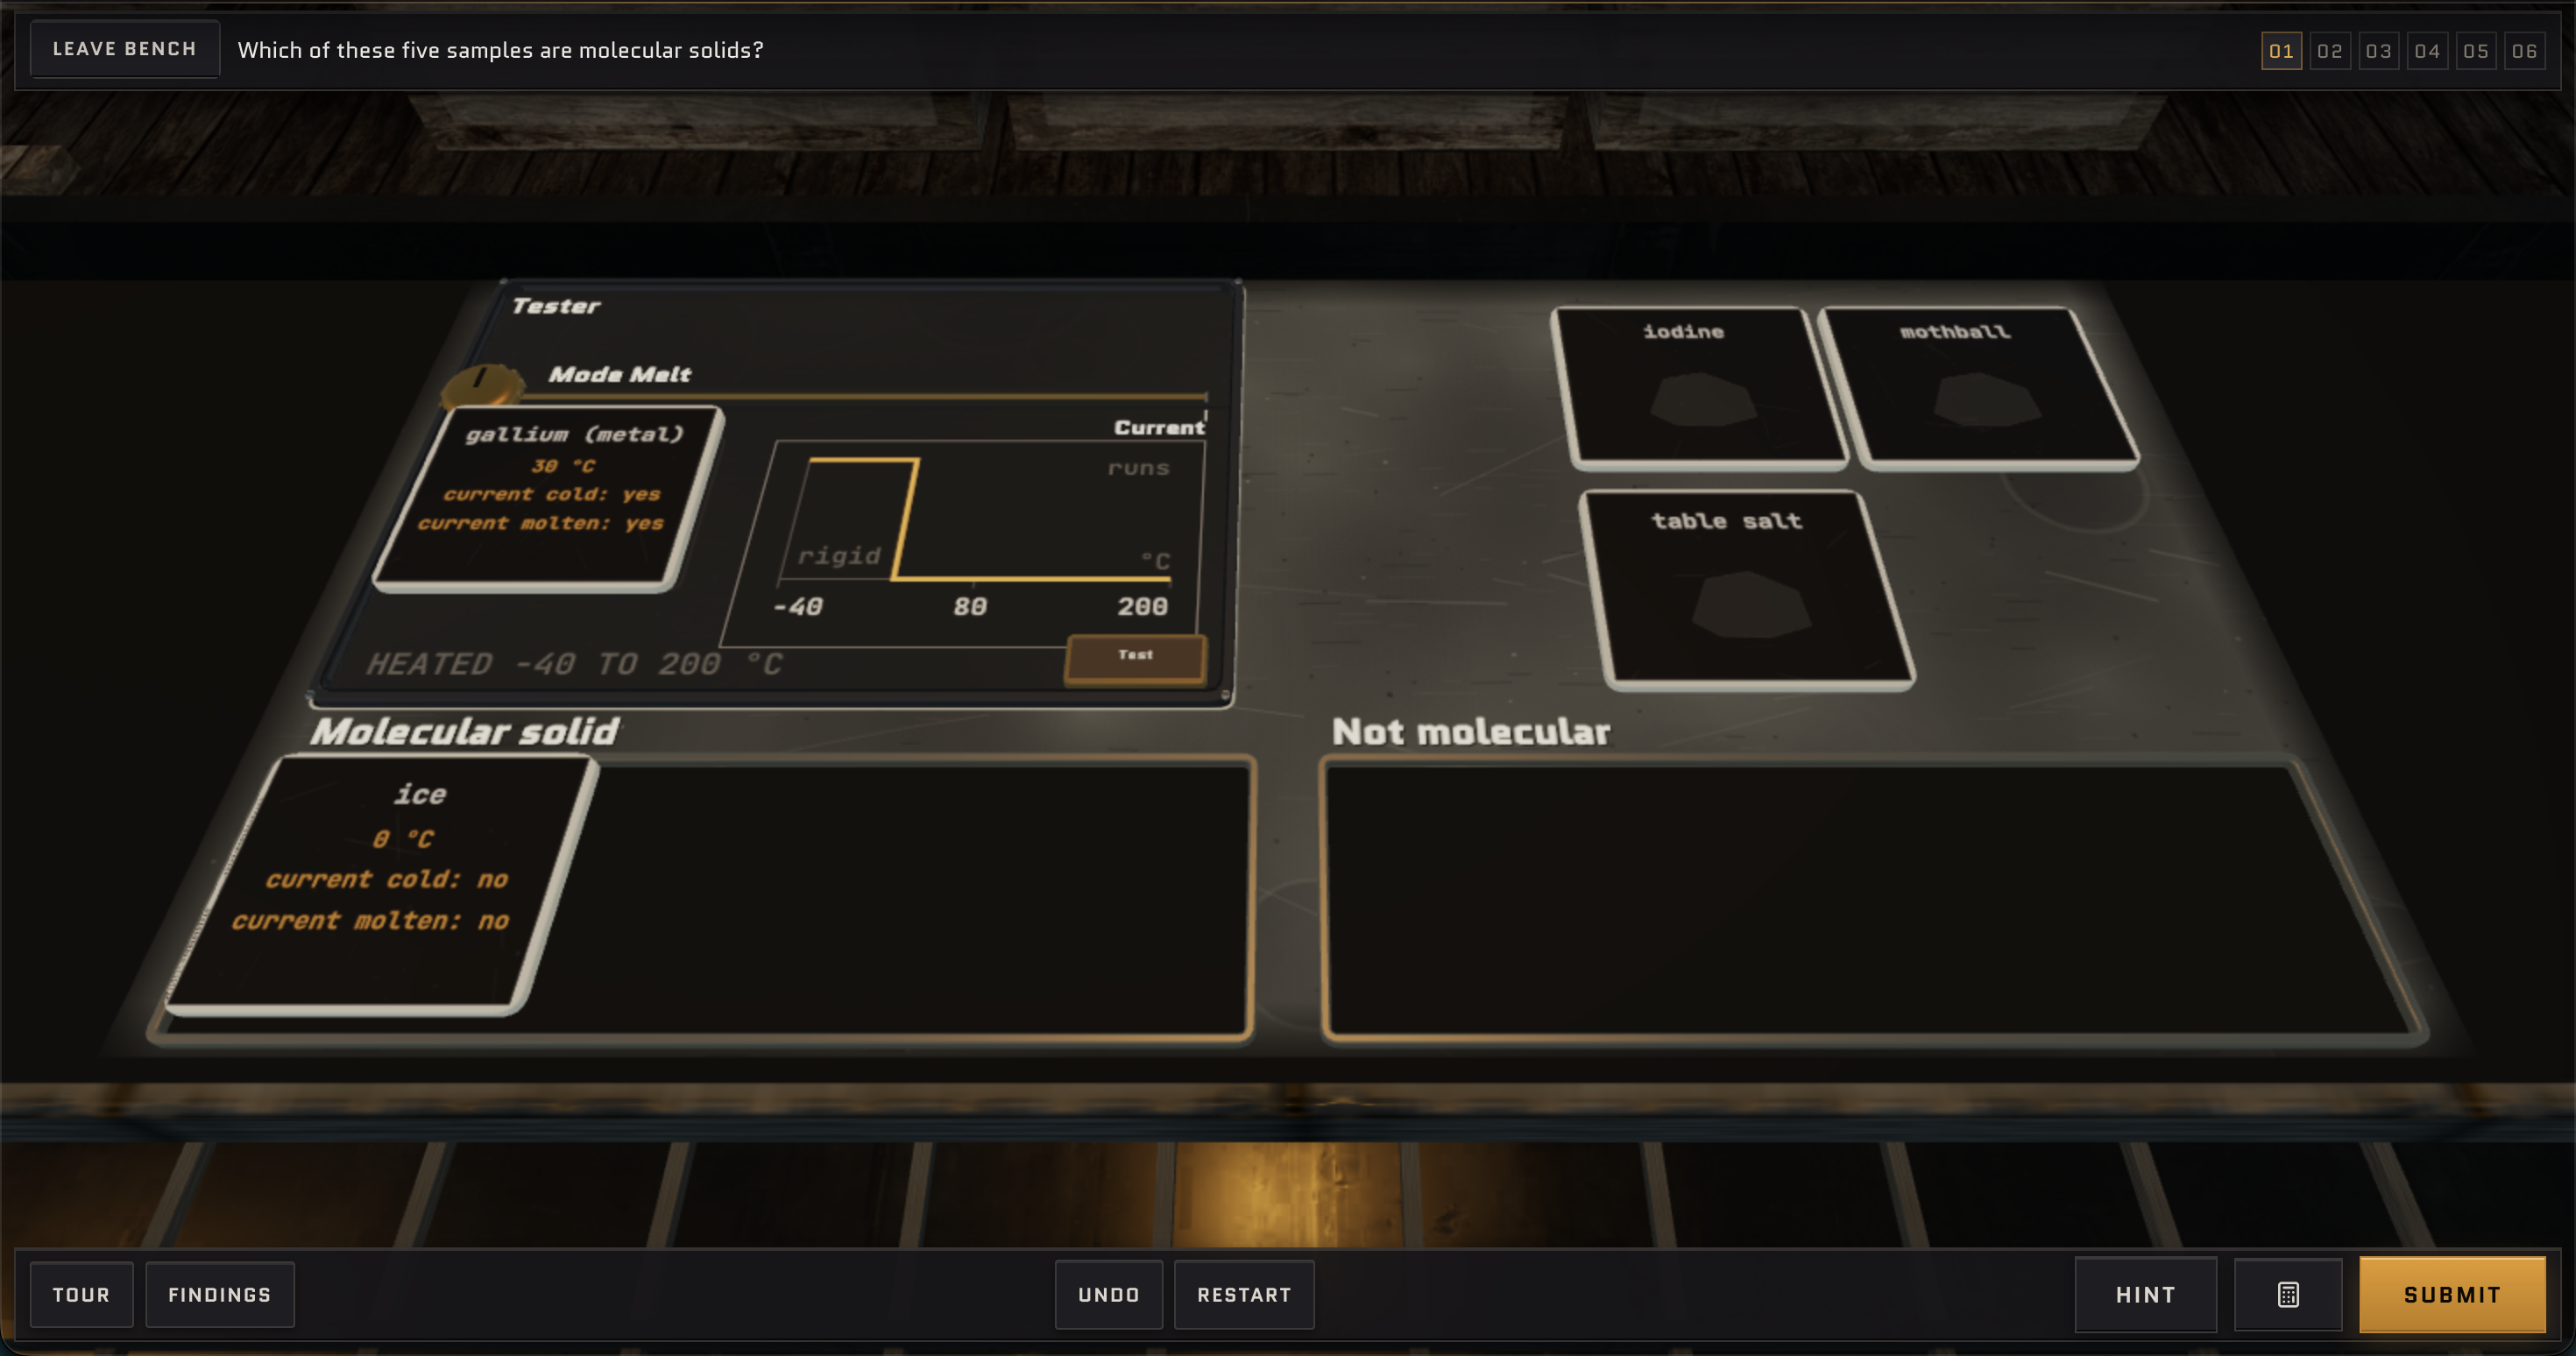 LEAVE BENCH
Which of these five samples are molecular solids?
01 02 03 04 05 06
Tester
Mode Melt
gallium (metal)
30 °C
current cold: yes
current molten: yes
Current
runs
rigid
°C
-40 80 200
HEATED -40 TO 200 °C
Test
iodine
mothball
table salt
Molecular solid
Not molecular
ice
0 °C
current cold: no
current molten: no
TOUR
FINDINGS
UNDO
RESTART
HINT
SUBMIT